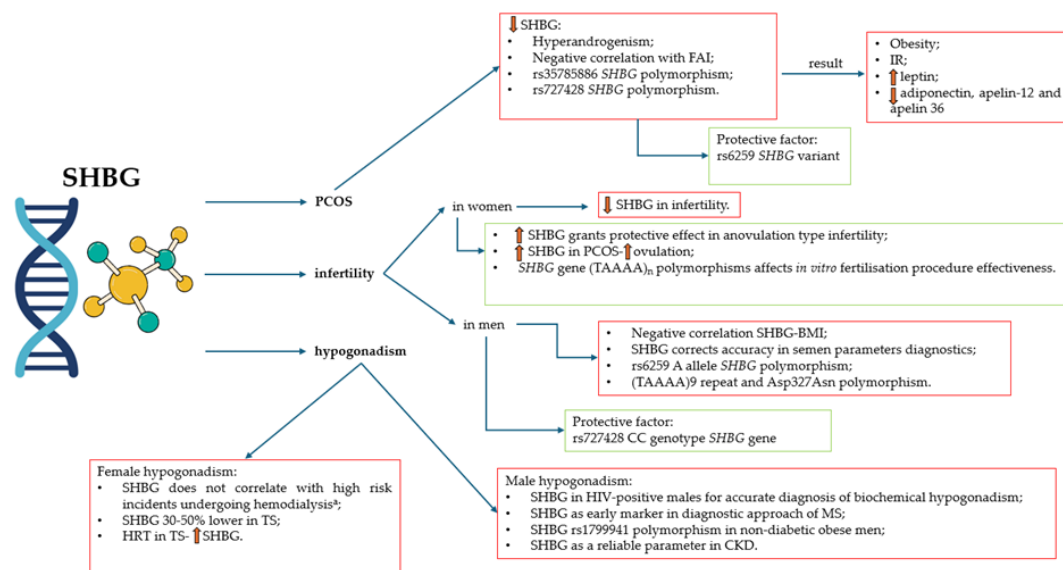 SHBG
PCOS
infertility
hypogonadism
⬇ SHBG:
• Hyperandrogenism;
• Negative correlation with FAI;
• rs35785886 SHBG polymorphism;
• rs727428 SHBG polymorphism.
result
• Obesity;
• IR;
• ⬆ leptin;
• ⬇ adiponectin, apelin-12 and
apelin 36
Protective factor:
rs6259 SHBG variant
in women
⬇ SHBG in infertility.
• ⬆ SHBG grants protective effect in anovulation type infertility;
• ⬆ SHBG in PCOS-⬆ovulation;
• SHBG gene (TAAAA)n polymorphisms affects in vitro fertilisation procedure effectiveness.
in men
• Negative correlation SHBG-BMI;
• SHBG corrects accuracy in semen parameters diagnostics;
• rs6259 A allele SHBG polymorphism;
• (TAAAA)9 repeat and Asp327Asn polymorphism.
Protective factor:
rs727428 CC genotype SHBG gene
Female hypogonadism:
• SHBG does not correlate with high risk
incidents undergoing hemodialysisª;
• SHBG 30-50% lower in TS;
• HRT in TS-⬆SHBG.
Male hypogonadism:
• SHBG in HIV-positive males for accurate diagnosis of biochemical hypogonadism;
• SHBG as early marker in diagnostic approach of MS;
• SHBG rs1799941 polymorphism in non-diabetic obese men;
• SHBG as a reliable parameter in CKD.